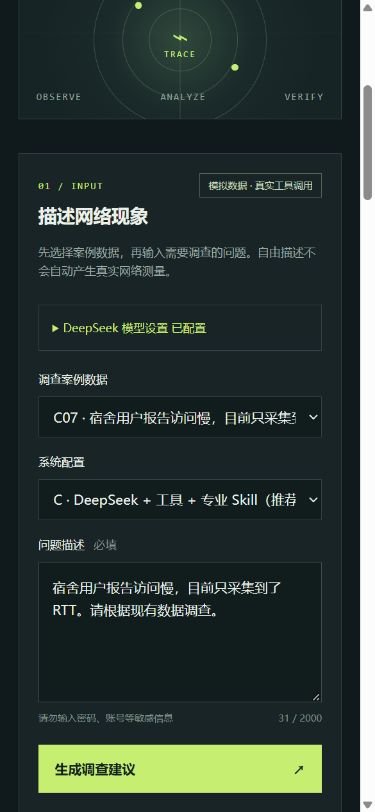 TRACE
OBSERVE ANALYZE VERIFY
01 / INPUT
模拟数据 · 真实工具调用
描述网络现象
先选择案例数据，再输入需要调查的问题。自由描述不
会自动产生真实网络测量。
DeepSeek 模型设置 已配置
调查案例数据
C07 · 宿舍用户报告访问慢，目前只采集到
系统配置
C · DeepSeek + 工具 + 专业 Skill（推荐
问题描述 必填
宿舍用户报告访问慢，目前只采集到了
RTT。请根据现有数据调查。
请勿输入密码、账号等敏感信息 31 / 2000
生成调查建议 ↗